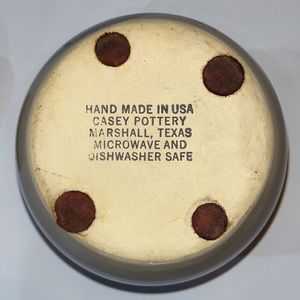 HAND MADE IN USA
CASEY POTTERY
MARSHALL, TEXAS
MICROWAVE AND
DISHWASHER SAFE